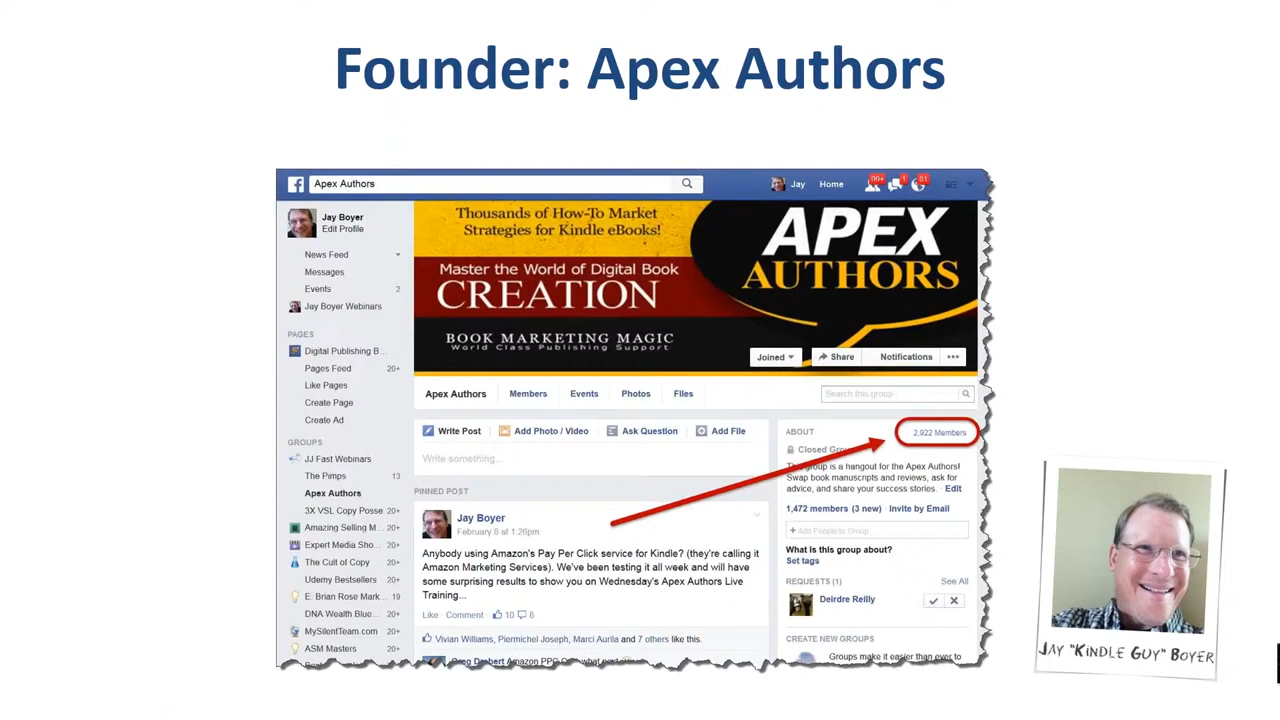 Founder: Apex Authors
Apex Authors
Jay
Home
1
81
Jay Boyer
Edit Profile
News Feed
Messages
Events 2
Jay Boyer Webinars
PAGES
Digital Publishing B...
Pages Feed 20+
Like Pages
Create Page
Create Ad
GROUPS
JJ Fast Webinars
The Pimps 13
Apex Authors
3X VSL Copy Posse 20+
Amazing Selling M... 20+
Expert Media Sho... 20+
The Cult of Copy 20+
Udemy Bestsellers 20+
E. Brian Rose Mark... 19
DNA Wealth Blue... 20+
MySilentTeam.com 20+
ASM Masters 20+
Thousands of How-To Market
Strategies for Kindle eBooks!
Master the World of Digital Book
CREATION
BOOK MARKETING MAGIC
World Class Publishing Support
APEX
AUTHORS
Joined
Share
Notifications
Apex Authors Members Events Photos Files
Search this group
Write Post Add Photo / Video Ask Question Add File
Write something...
PINNED POST
Jay Boyer
February 8 at 1:26pm
Anybody using Amazon's Pay Per Click service for Kindle? (they're calling it
Amazon Marketing Services). We've been testing it all week and will have
some surprising results to show you on Wednesday's Apex Authors Live
Training...
Like · Comment · 10
Vivian Williams, Piermichel Joseph, Marci Aurila and 7 others like this.
ABOUT 2,922 Members
Closed
This group is a hangout for the Apex Authors!
Swap book manuscripts and reviews, ask for
advice, and share your success stories. · Edit
1,472 members (3 new) · Invite by Email
+ Add People to Group
What is this group about?
Set tags
REQUESTS (1) See All
Deirdre Reilly
CREATE NEW GROUPS
Groups make it easier than ever to
JAY "KINDLE GUY" BOYER